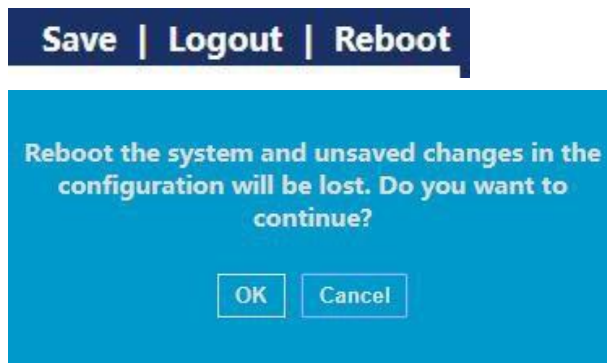 Save | Logout | Reboot
Reboot the system and unsaved changes in the
configuration will be lost. Do you want to
continue?
OK Cancel